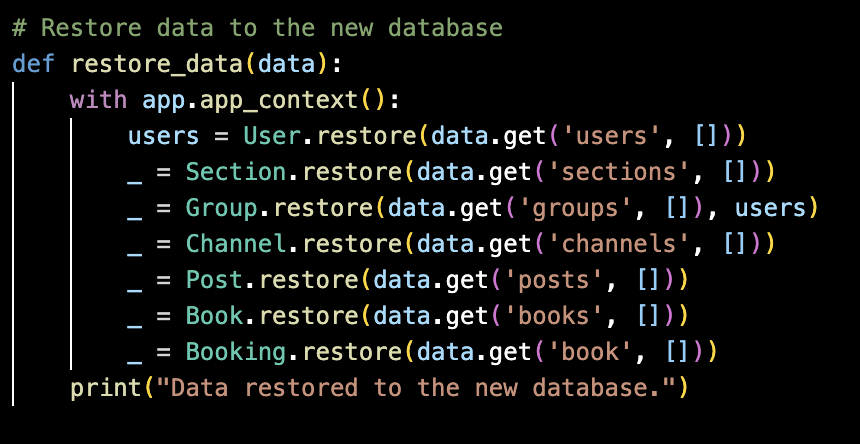 # Restore data to the new database
def restore_data(data):
    with app.app_context():
        users = User.restore(data.get('users', []))
        _ = Section.restore(data.get('sections', []))
        _ = Group.restore(data.get('groups', []), users)
        _ = Channel.restore(data.get('channels', []))
        _ = Post.restore(data.get('posts', []))
        _ = Book.restore(data.get('books', []))
        _ = Booking.restore(data.get('book', []))
    print("Data restored to the new database.")